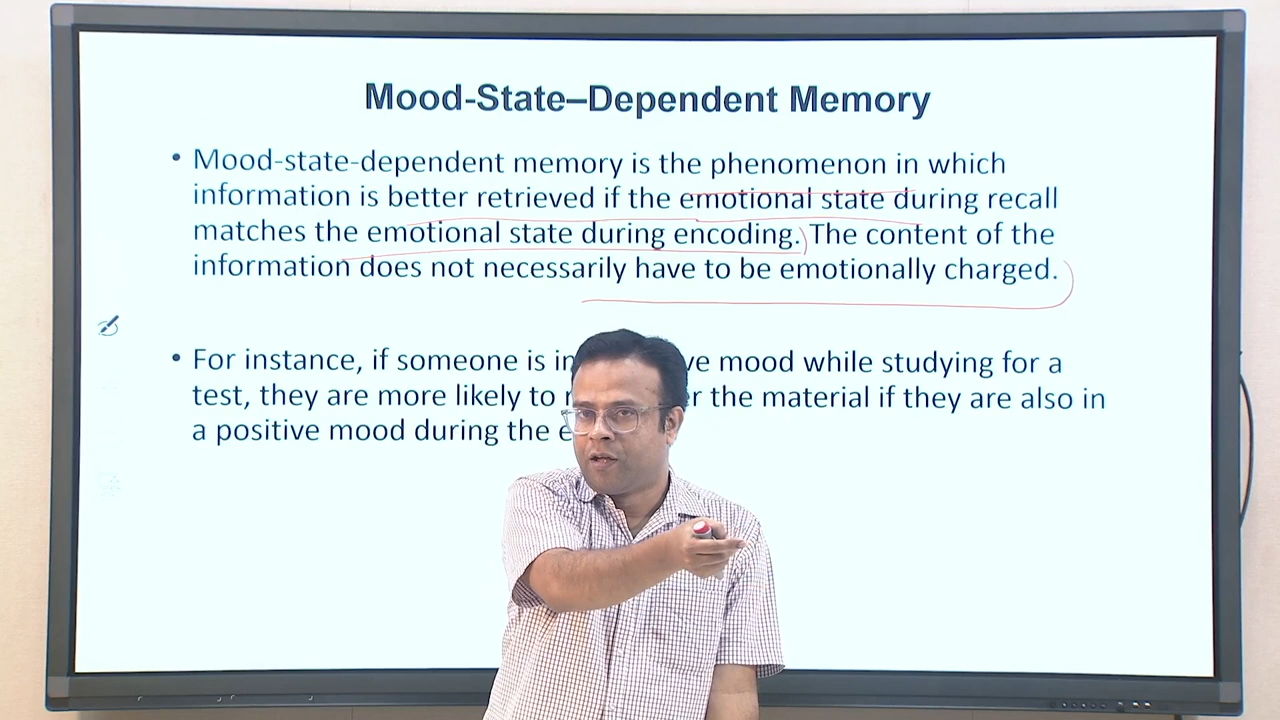 Mood-State–Dependent Memory
• Mood-state-dependent memory is the phenomenon in which
information is better retrieved if the emotional state during recall
matches the emotional state during encoding. The content of the
information does not necessarily have to be emotionally charged.
• For instance, if someone is in mood while studying for a
test, they are more likely to the material if they are also in
a positive mood during the